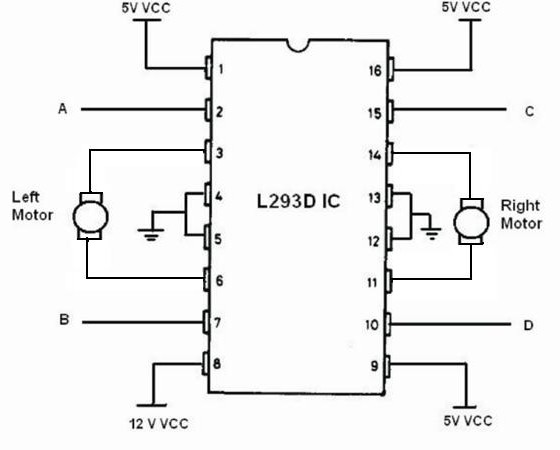 5V VCC
5V VCC
1
16
A
2
15
C
3
14
Left
Motor
4
L293D IC
13
Right
Motor
5
12
6
11
B
7
10
D
8
9
12 V VCC
5V VCC